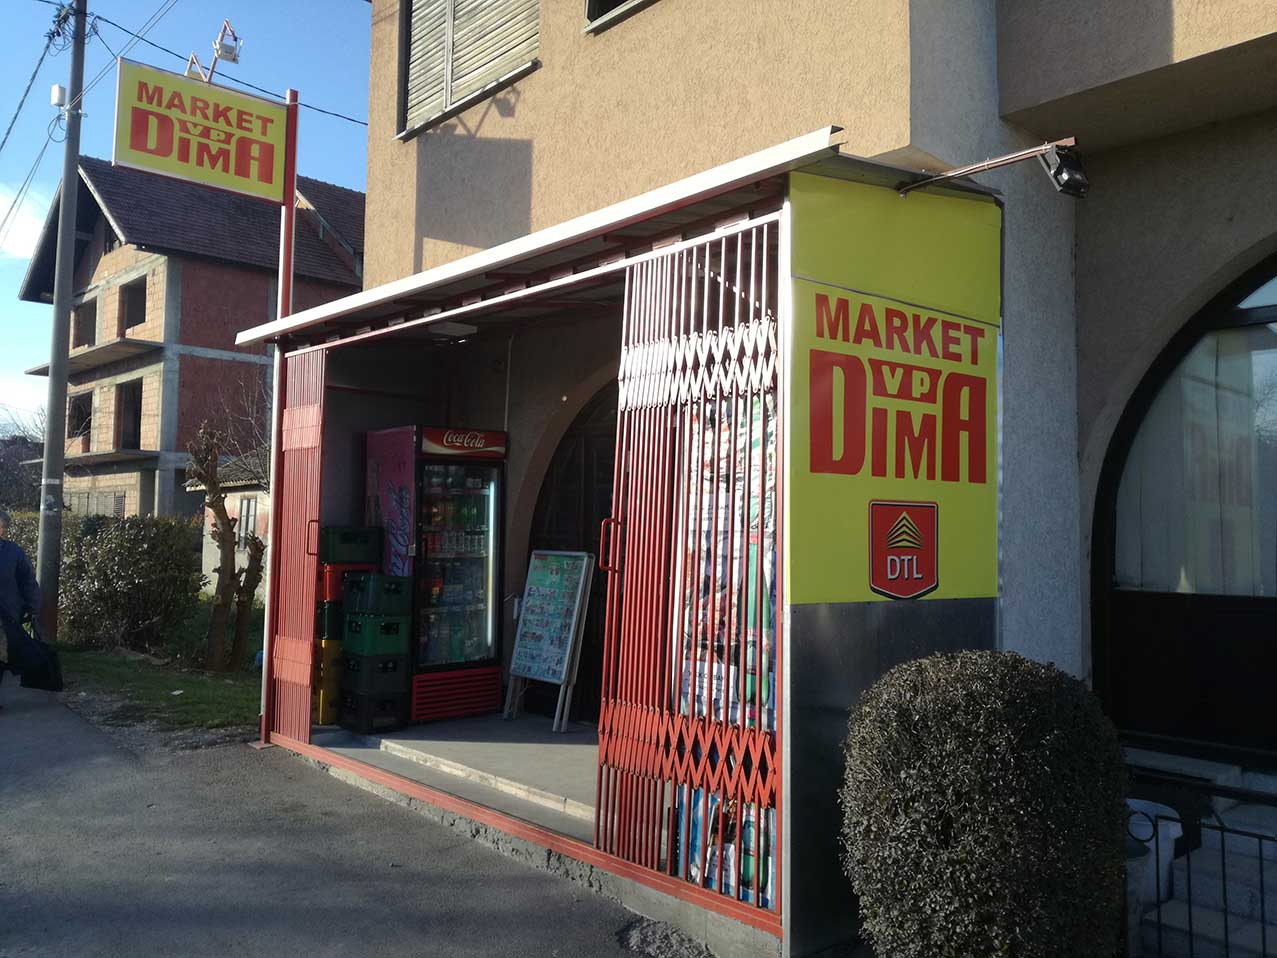 MARKET
VP
DIMA
Coca-Cola
MARKET
VP
DIMA
DTL